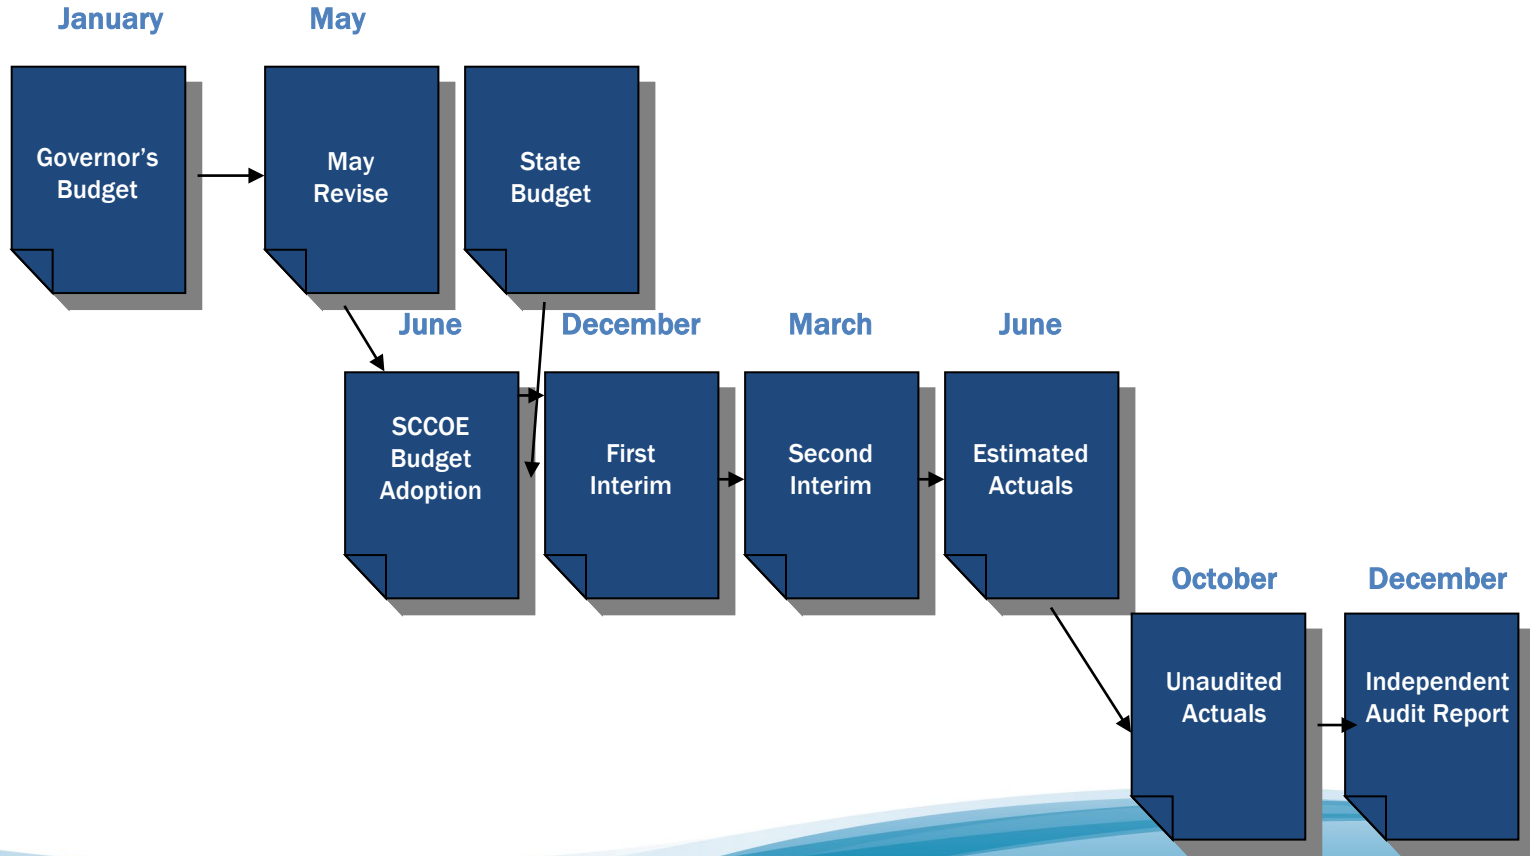 January
May
Governor’s
Budget
May
Revise
State
Budget
June
December
March
June
SCCOE
Budget
Adoption
First
Interim
Second
Interim
Estimated
Actuals
October
December
Unaudited
Actuals
Independent
Audit Report